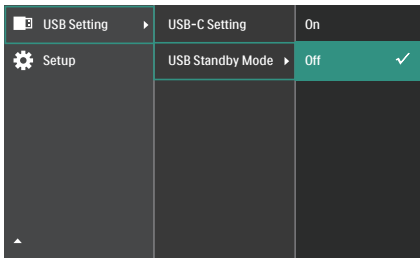 USB Setting
USB-C Setting
On
Setup
USB Standby Mode
Off